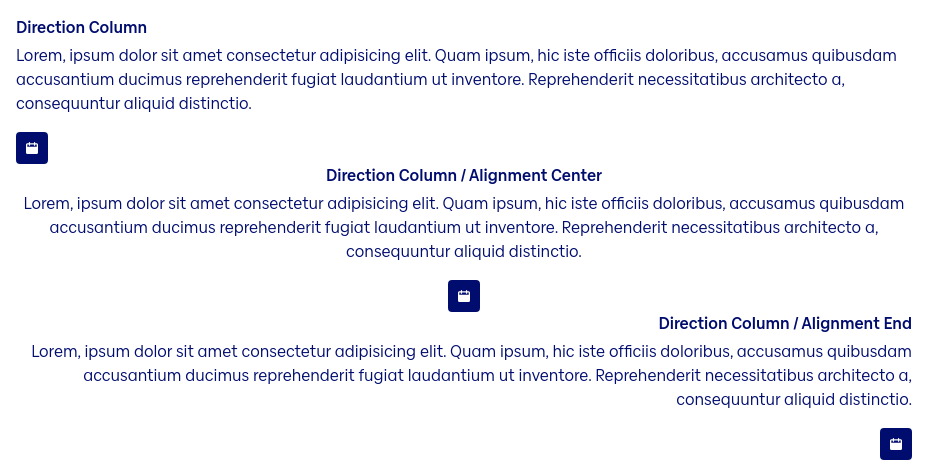 Direction Column
Lorem, ipsum dolor sit amet consectetur adipisicing elit. Quam ipsum, hic iste officiis doloribus, accusamus quibusdam
accusantium ducimus reprehenderit fugiat laudantium ut inventore. Reprehenderit necessitatibus architecto a,
consequuntur aliquid distinctio.
Direction Column / Alignment Center
Lorem, ipsum dolor sit amet consectetur adipisicing elit. Quam ipsum, hic iste officiis doloribus, accusamus quibusdam
accusantium ducimus reprehenderit fugiat laudantium ut inventore. Reprehenderit necessitatibus architecto a,
consequuntur aliquid distinctio.
Direction Column / Alignment End
Lorem, ipsum dolor sit amet consectetur adipisicing elit. Quam ipsum, hic iste officiis doloribus, accusamus quibusdam
accusantium ducimus reprehenderit fugiat laudantium ut inventore. Reprehenderit necessitatibus architecto a,
consequuntur aliquid distinctio.